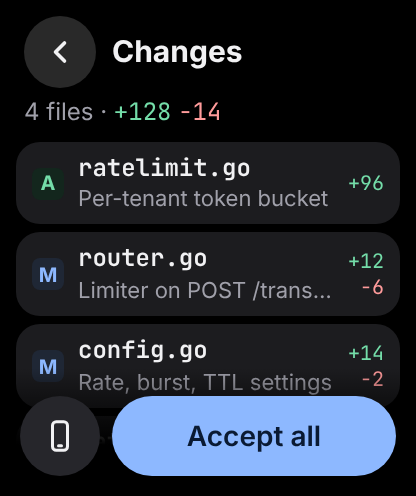 Changes
4 files · +128 -14
A ratelimit.go +96
Per-tenant token bucket
M router.go +12
Limiter on POST /trans... -6
M config.go +14
Rate, burst, TTL settings -2
Accept all